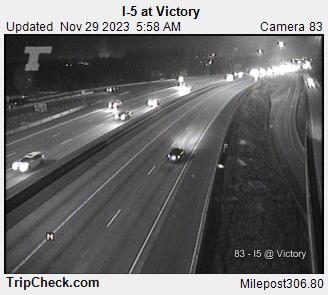 I-5 at Victory
Updated Nov 29 2023 5:58 AM Camera 83
T
N
83 - I5 @ Victory
TripCheck.com Milepost306.80